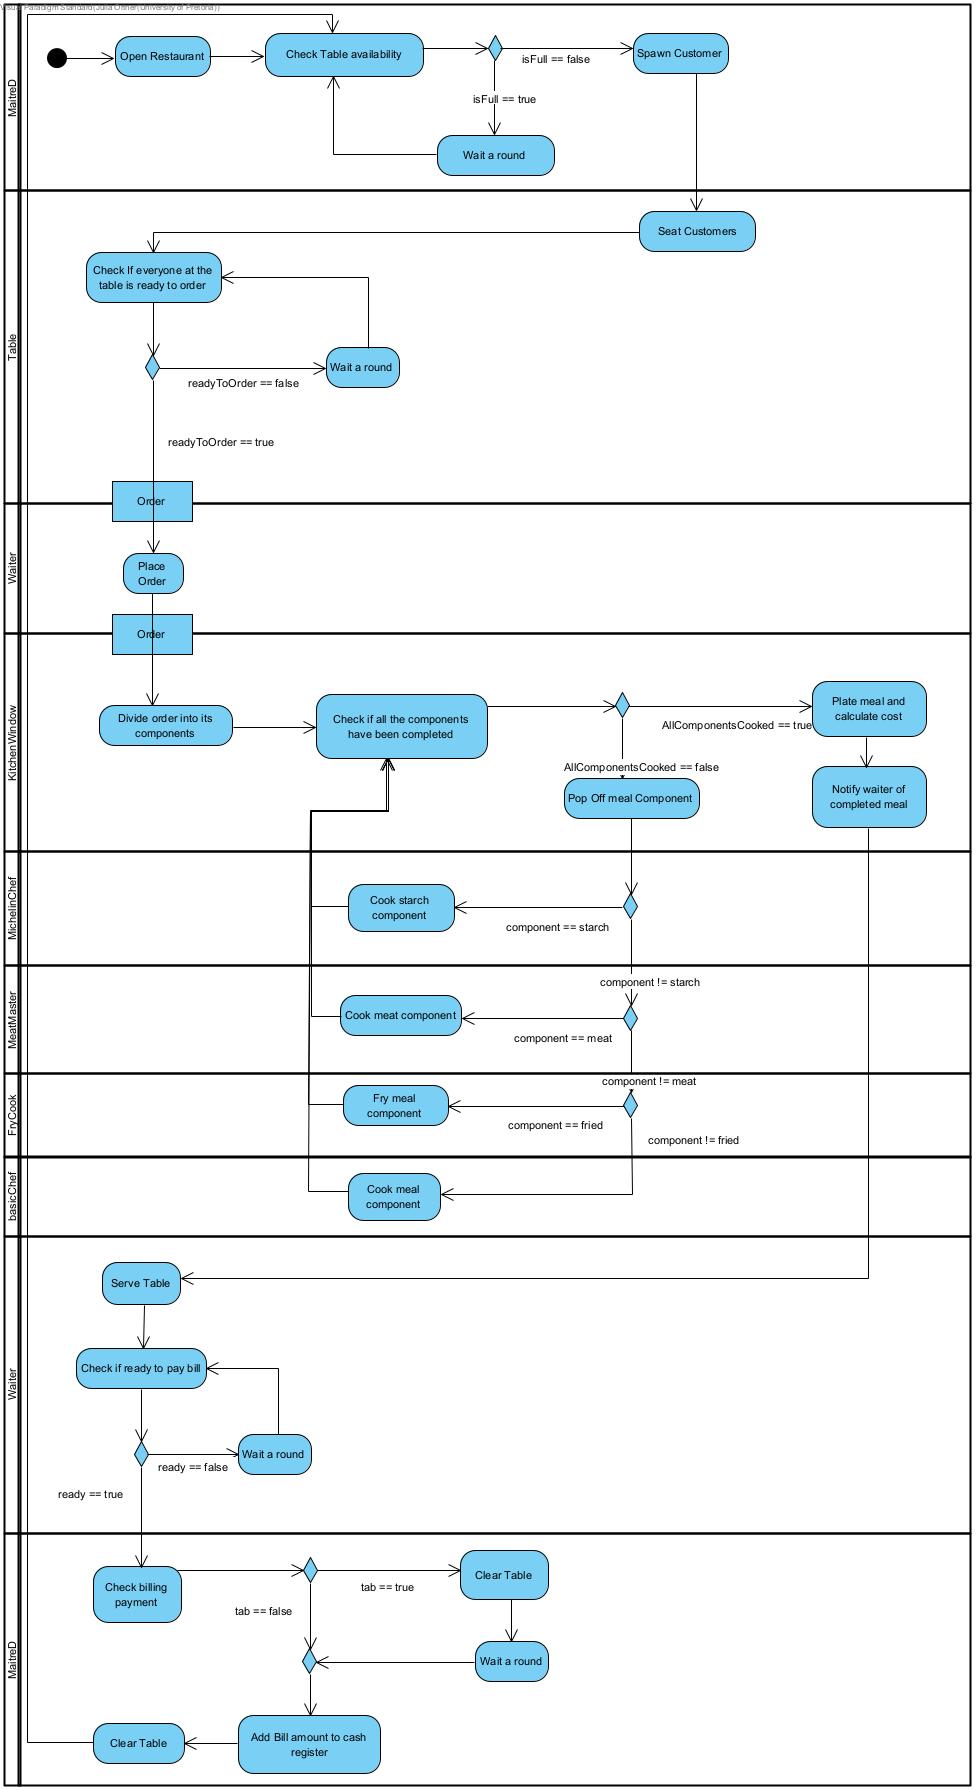 Visual Paradigm Standard(Julia Other(University of Pretoria))
MaitreD
Open Restaurant
Check Table availability
isFull == false
Spawn Customer
isFull == true
Wait a round
Table
Seat Customers
Check If everyone at the
table is ready to order
Wait a round
readyToOrder == false
readyToOrder == true
Order
Waiter
Place
Order
Order
KitchenWindow
Divide order into its
components
Check if all the components
have been completed
Plate meal and
calculate cost
AllComponentsCooked == true
AllComponentsCooked == false
Pop Off meal Component
Notify waiter of
completed meal
MichelinChef
Cook starch
component
component == starch
MeatMaster
component != starch
Cook meat component
component == meat
FryCook
component != meat
Fry meal
component
component == fried
component != fried
basicChef
Cook meal
component
Waiter
Serve Table
Check if ready to pay bill
Wait a round
ready == false
ready == true
MaitreD
Check billing
payment
tab == true
Clear Table
tab == false
Wait a round
Add Bill amount to cash
register
Clear Table